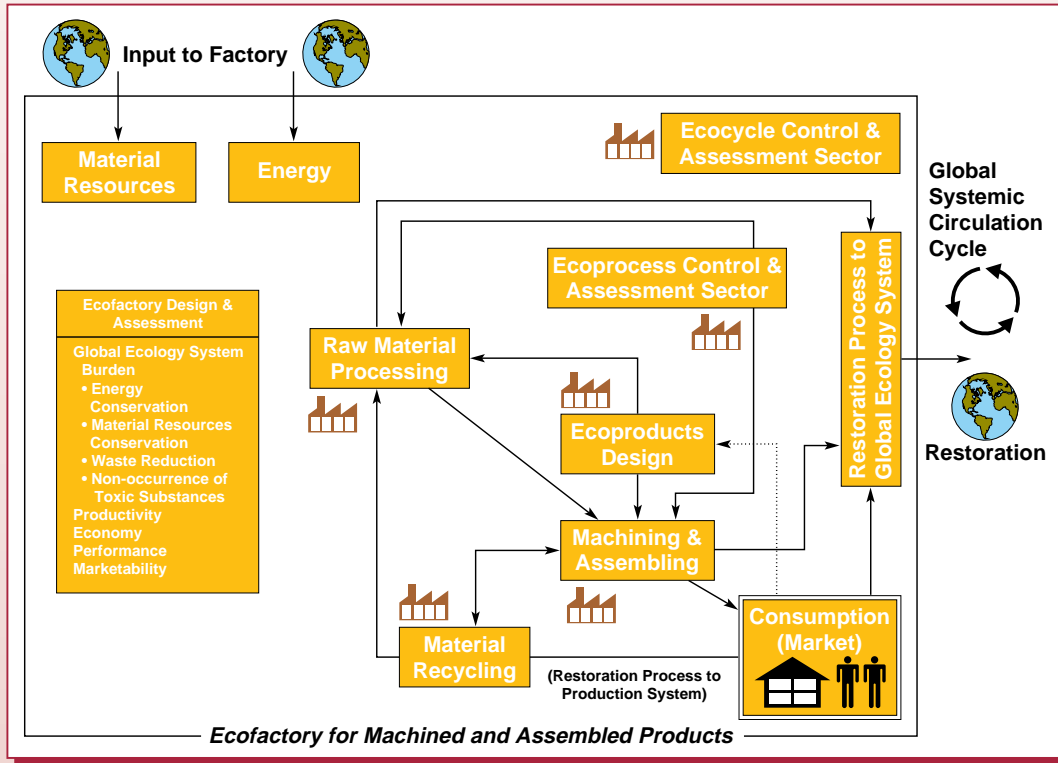 Input to Factory
Material
Resources
Energy
Ecocycle Control &
Assessment Sector
Global
Systemic
Circulation
Cycle
Ecoprocess Control &
Assessment Sector
Restoration Process to
Global Ecology System
Ecofactory Design &
Assessment
Global Ecology System
Burden
• Energy
Conservation
• Material Resources
Conservation
• Waste Reduction
• Non-occurrence of
Toxic Substances
Productivity
Economy
Performance
Marketability
Raw Material
Processing
Ecoproducts
Design
Restoration
Machining &
Assembling
Material
Recycling
(Restoration Process to
Production System)
Consumption
(Market)
Ecofactory for Machined and Assembled Products